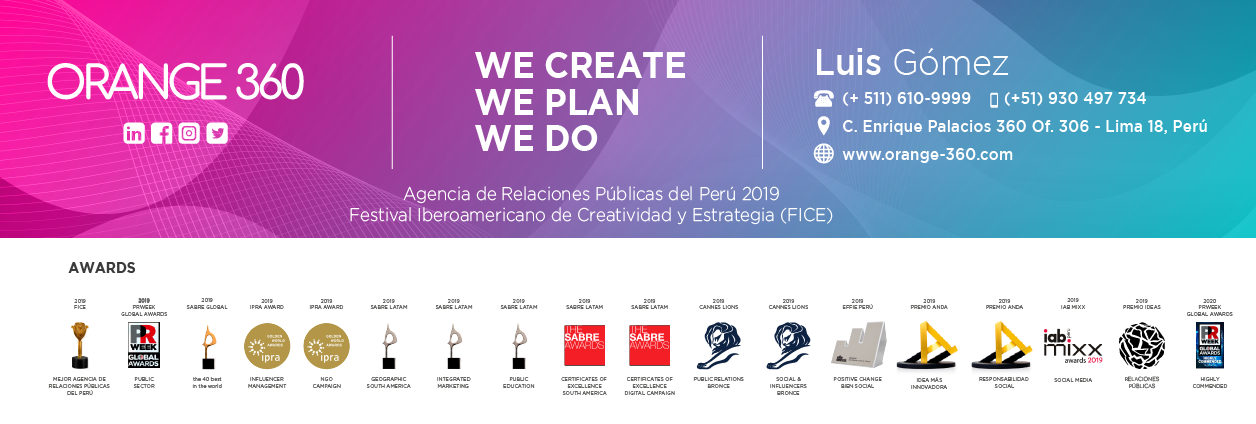 ORANGE 360
WE CREATE
WE PLAN
WE DO
Luis Gómez
(+ 511) 610-9999 (+51) 930 497 734
C. Enrique Palacios 360 Of. 306 - Lima 18, Perú
www.orange-360.com
Agencia de Relaciones Públicas del Perú 2019
Festival Iberoamericano de Creatividad y Estrategia (FICE)
AWARDS
2019
FICE
MEJOR AGENCIA DE
RELACIONES PÚBLICAS
DEL PERÚ
2019
PRWEEK
GLOBAL AWARDS
PR
WEEK
GLOBAL
AWARDS
PUBLIC
SECTOR
2019
SABRE GLOBAL
the 40 best
in the world
2019
IPRA AWARD
GOLDEN
WORLD
AWARDS
ipra
INFLUENCER
MANAGEMENT
2019
IPRA AWARD
GOLDEN
WORLD
AWARDS
ipra
NGO
CAMPAIGN
2019
SABRE LATAM
GEOGRAPHIC
SOUTH AMERICA
2019
SABRE LATAM
INTEGRATED
MARKETING
2019
SABRE LATAM
PUBLIC
EDUCATION
2019
SABRE LATAM
THE
SABRE
AWARDS
CERTIFICATES OF
EXCELLENCE
SOUTH AMERICA
2019
SABRE LATAM
THE
SABRE
AWARDS
CERTIFICATES OF
EXCELLENCE
DIGITAL CAMPAIGN
2019
CANNES LIONS
PUBLIC RELATIONS
BRONCE
2019
CANNES LIONS
SOCIAL &
INFLUENCERS
BRONCE
2019
EFFIE PERÚ
POSITIVE CHANGE
BIEN SOCIAL
2019
PREMIO ANDA
IDEA MÁS
INNOVADORA
2019
PREMIO ANDA
RESPONSABILIDAD
SOCIAL
2019
IAB MIXX
iab
mixx
perú
awards 2019
SOCIAL MEDIA
2019
PREMIO IDEAS
RELACIONES
PÚBLICAS
2020
PRWEEK
GLOBAL AWARDS
PR
WEEK
GLOBAL
AWARDS
HIGHLY
COMMENDED